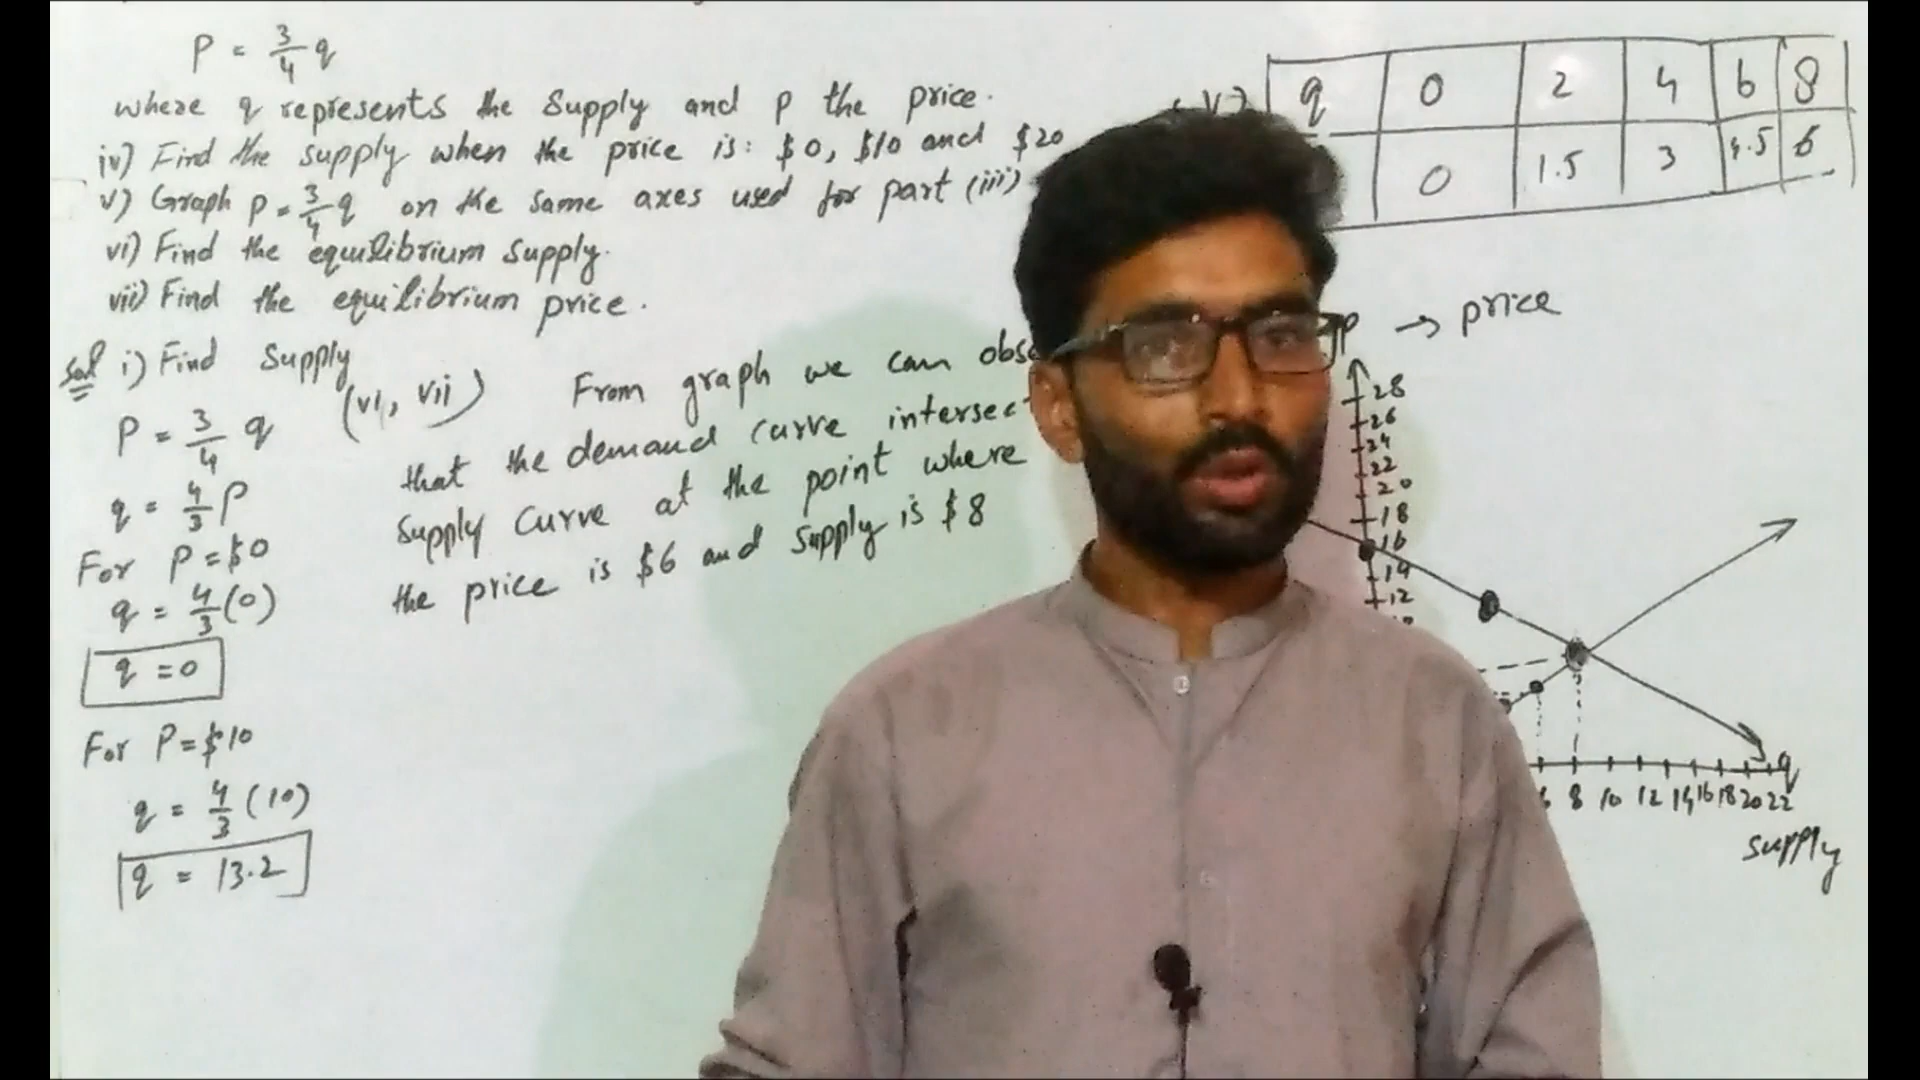 P = 3/4 q
where q represents the supply and p the price.
iv) Find the supply when the price is: $0, $10 and $20
v) Graph p = 3/4 q on the same axes used for part (iii)
vi) Find the equilibrium supply.
vii) Find the equilibrium price.
Sol i) Find Supply
P = 3/4 q
q = 4/3 P
For P = $0
q = 4/3 (0)
q = 0
For P = $10
q = 4/3 (10)
q = 13.2
(vi, vii) From graph we can
that the demand curve
supply curve at the point where
the price is $6 and supply is $8
q 0 2 4 6 8
0 1.5 3 4.5 6
P → price
28
26
24
22
20
18
16
14
12
q
6 8 10 12 14 16 18 20 22
supply